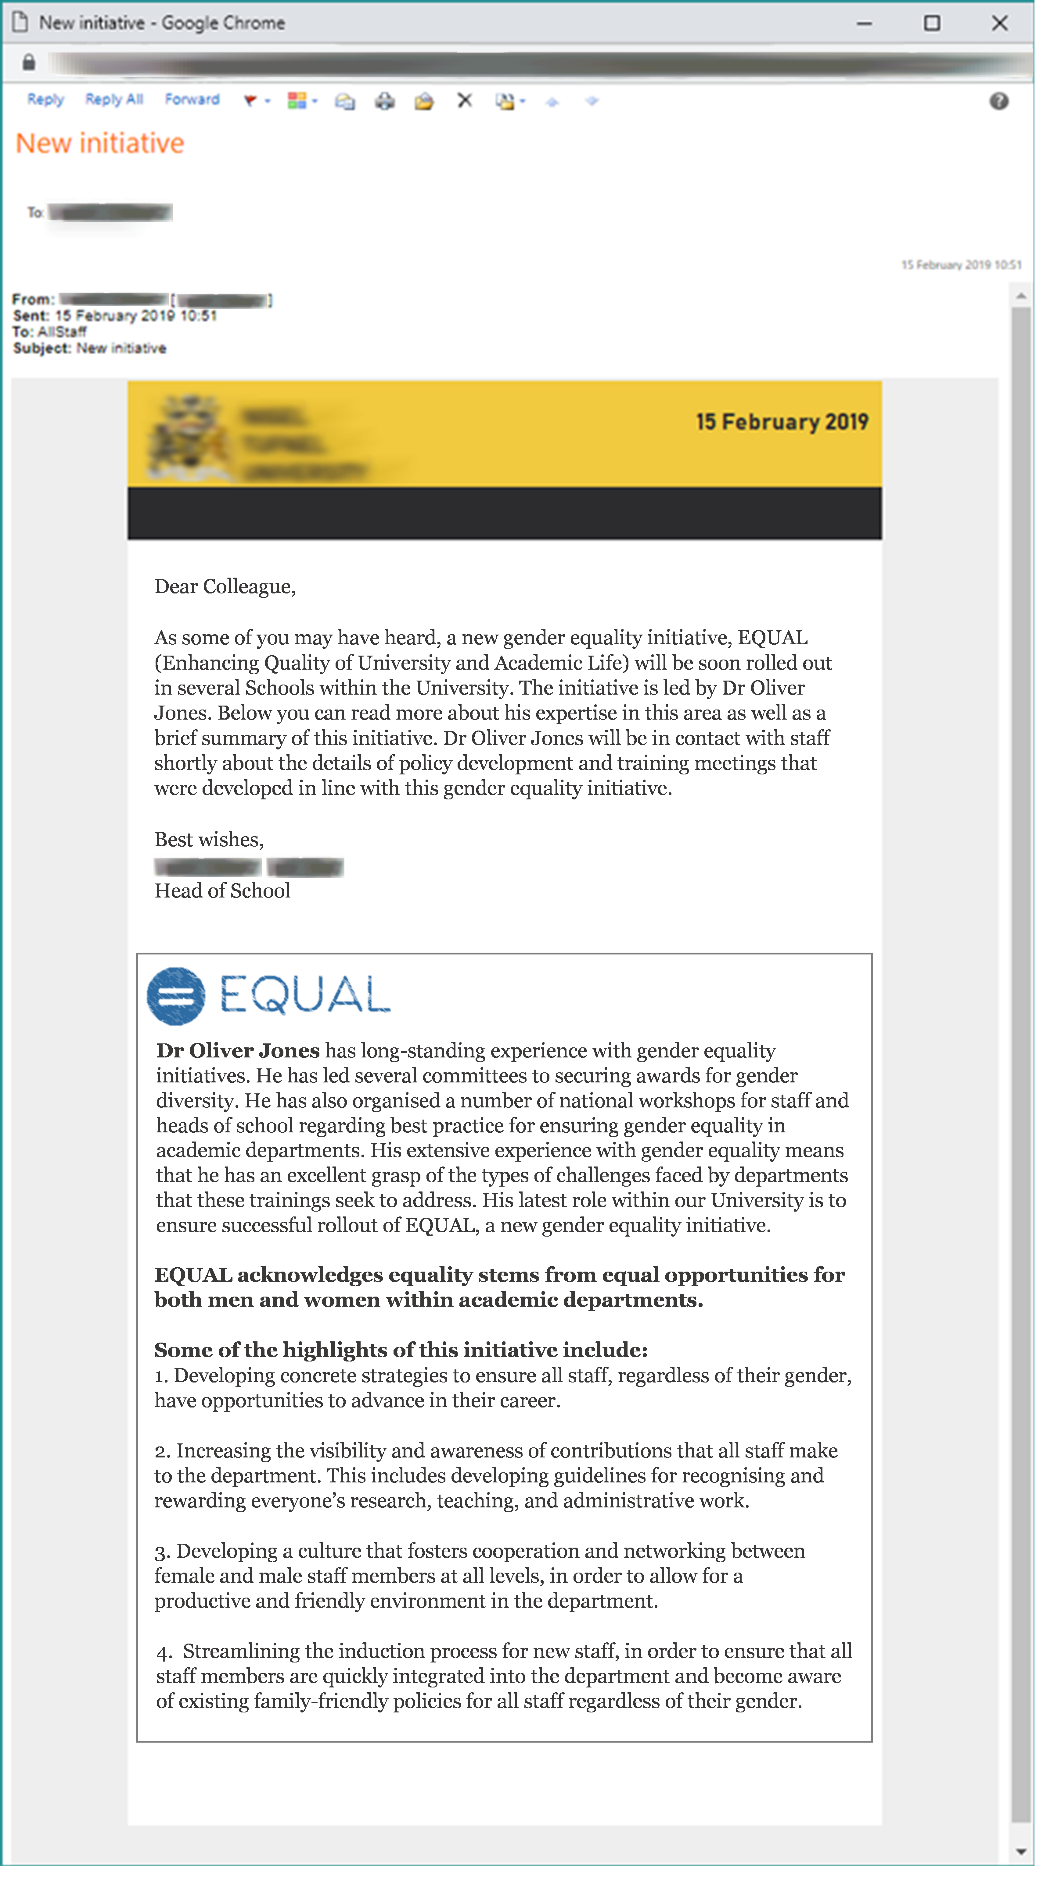 New initiative - Google Chrome
Reply Reply All Forward
New initiative
To:
15 February 2019 10:51
From: [ ]
Sent: 15 February 2019 10:51
To: AllStaff
Subject: New initiative
15 February 2019
Dear Colleague,
As some of you may have heard, a new gender equality initiative, EQUAL
(Enhancing Quality of University and Academic Life) will be soon rolled out
in several Schools within the University. The initiative is led by Dr Oliver
Jones. Below you can read more about his expertise in this area as well as a
brief summary of this initiative. Dr Oliver Jones will be in contact with staff
shortly about the details of policy development and training meetings that
were developed in line with this gender equality initiative.
Best wishes,
Head of School
EQUAL
Dr Oliver Jones has long-standing experience with gender equality
initiatives. He has led several committees to securing awards for gender
diversity. He has also organised a number of national workshops for staff and
heads of school regarding best practice for ensuring gender equality in
academic departments. His extensive experience with gender equality means
that he has an excellent grasp of the types of challenges faced by departments
that these trainings seek to address. His latest role within our University is to
ensure successful rollout of EQUAL, a new gender equality initiative.
EQUAL acknowledges equality stems from equal opportunities for
both men and women within academic departments.
Some of the highlights of this initiative include:
1. Developing concrete strategies to ensure all staff, regardless of their gender,
have opportunities to advance in their career.
2. Increasing the visibility and awareness of contributions that all staff make
to the department. This includes developing guidelines for recognising and
rewarding everyone's research, teaching, and administrative work.
3. Developing a culture that fosters cooperation and networking between
female and male staff members at all levels, in order to allow for a
productive and friendly environment in the department.
4. Streamlining the induction process for new staff, in order to ensure that all
staff members are quickly integrated into the department and become aware
of existing family-friendly policies for all staff regardless of their gender.